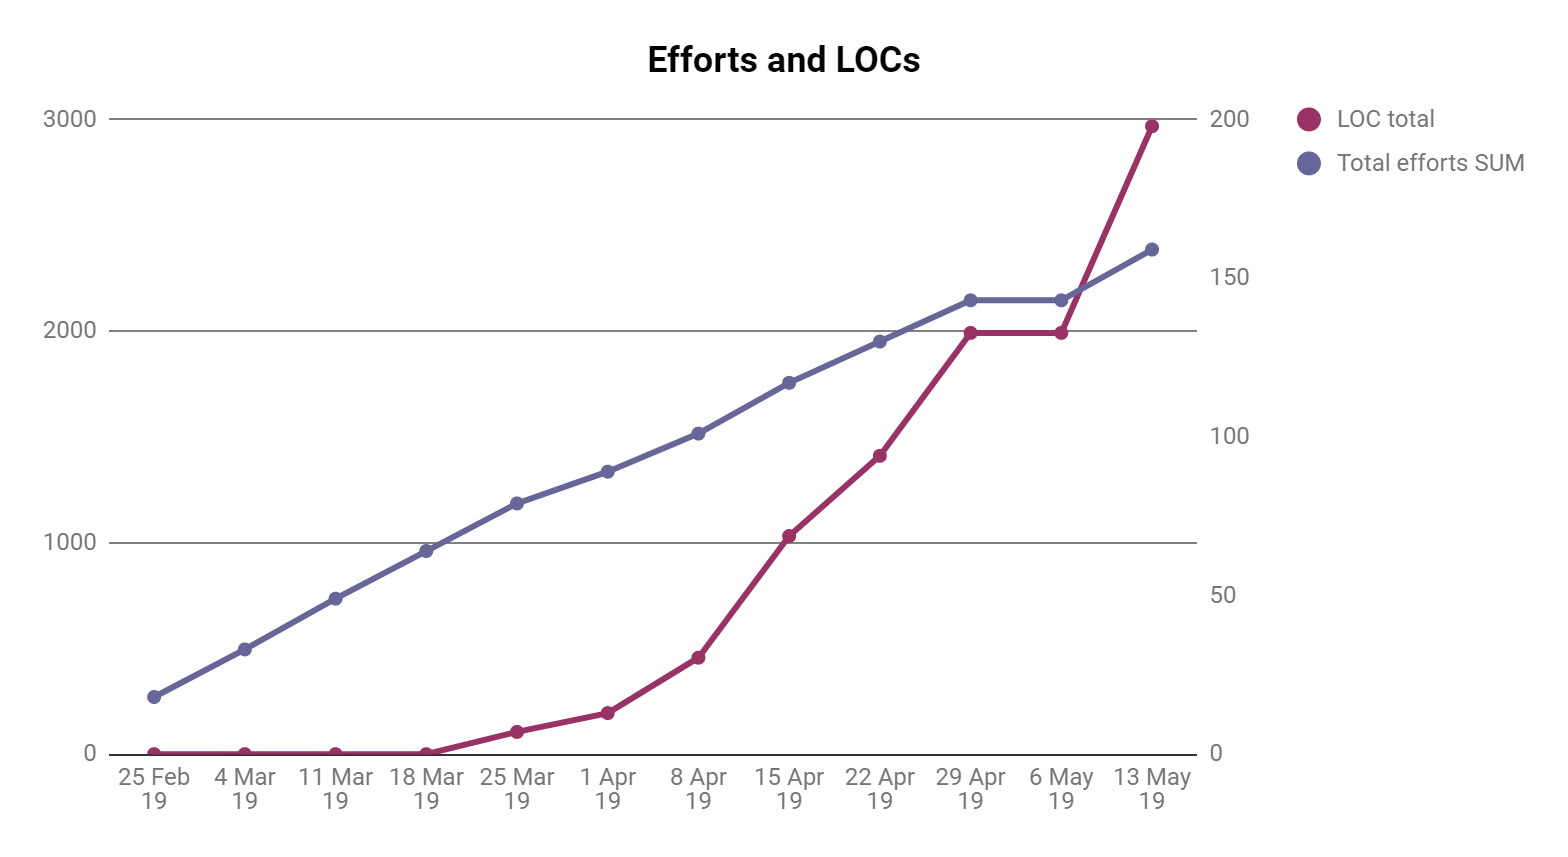 Efforts and LOCs
3000
2000
1000
0
200
150
100
50
0
LOC total
Total efforts SUM
25 Feb 19
4 Mar 19
11 Mar 19
18 Mar 19
25 Mar 19
1 Apr 19
8 Apr 19
15 Apr 19
22 Apr 19
29 Apr 19
6 May 19
13 May 19